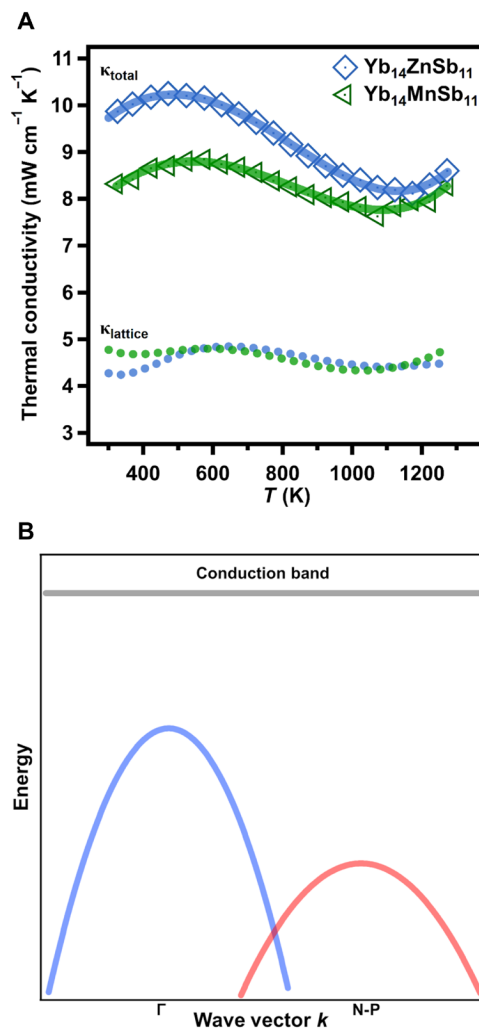 A
κtotal
Yb₁₄ZnSb₁₁
Yb₁₄MnSb₁₁
Thermal conductivity (mW cm⁻¹ K⁻¹)
11
10
9
8
7
6
5
4
3
κlattice
400 600 800 1000 1200
T (K)
B
Conduction band
Energy
Γ N-P
Wave vector k